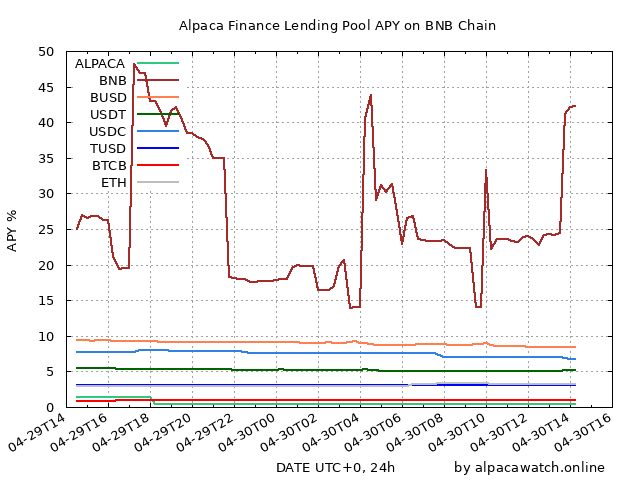 Alpaca Finance Lending Pool APY on BNB Chain
50
45
40
35
30
25
20
15
10
5
0
APY %
ALPACA
BNB
BUSD
USDT
USDC
TUSD
BTCB
ETH
04-29T14
04-29T16
04-29T18
04-29T20
04-29T22
04-30T00
04-30T02
04-30T04
04-30T06
04-30T08
04-30T10
04-30T12
04-30T14
04-30T16
DATE UTC+0, 24h
by alpacawatch.online